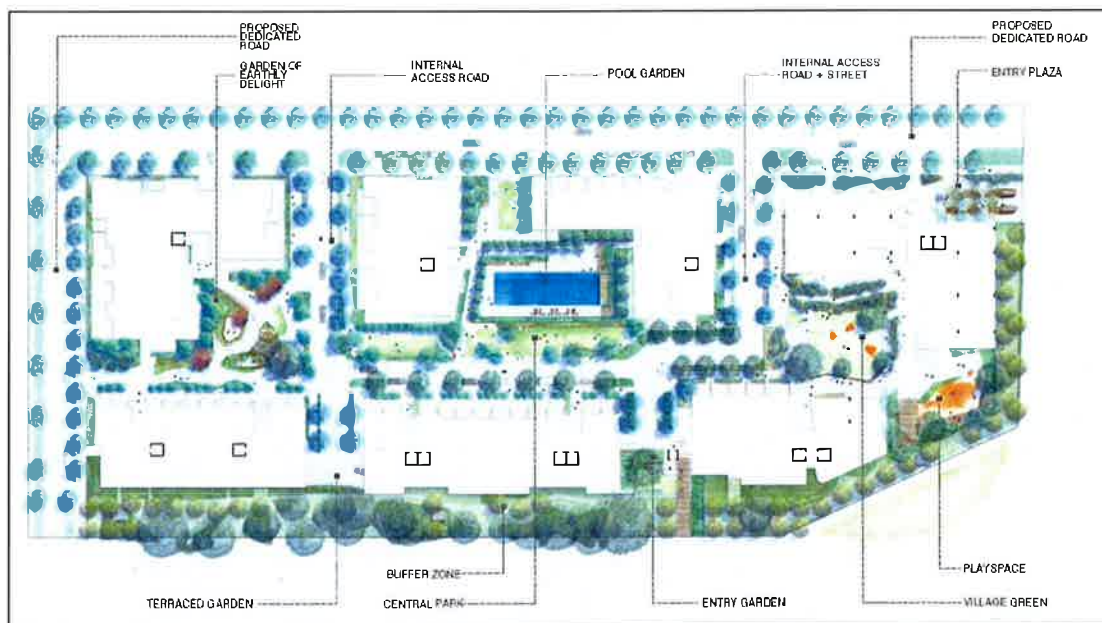 PROPOSED
DEDICATED
ROAD
GARDEN OF
EARTHLY
DELIGHT
INTERNAL
ACCESS ROAD
POOL GARDEN
INTERNAL ACCESS
ROAD + STREET
PROPOSED
DEDICATED ROAD
ENTRY PLAZA
BUFFER ZONE
TERRACED GARDEN
CENTRAL PARK
ENTRY GARDEN
PLAYSPACE
VILLAGE GREEN